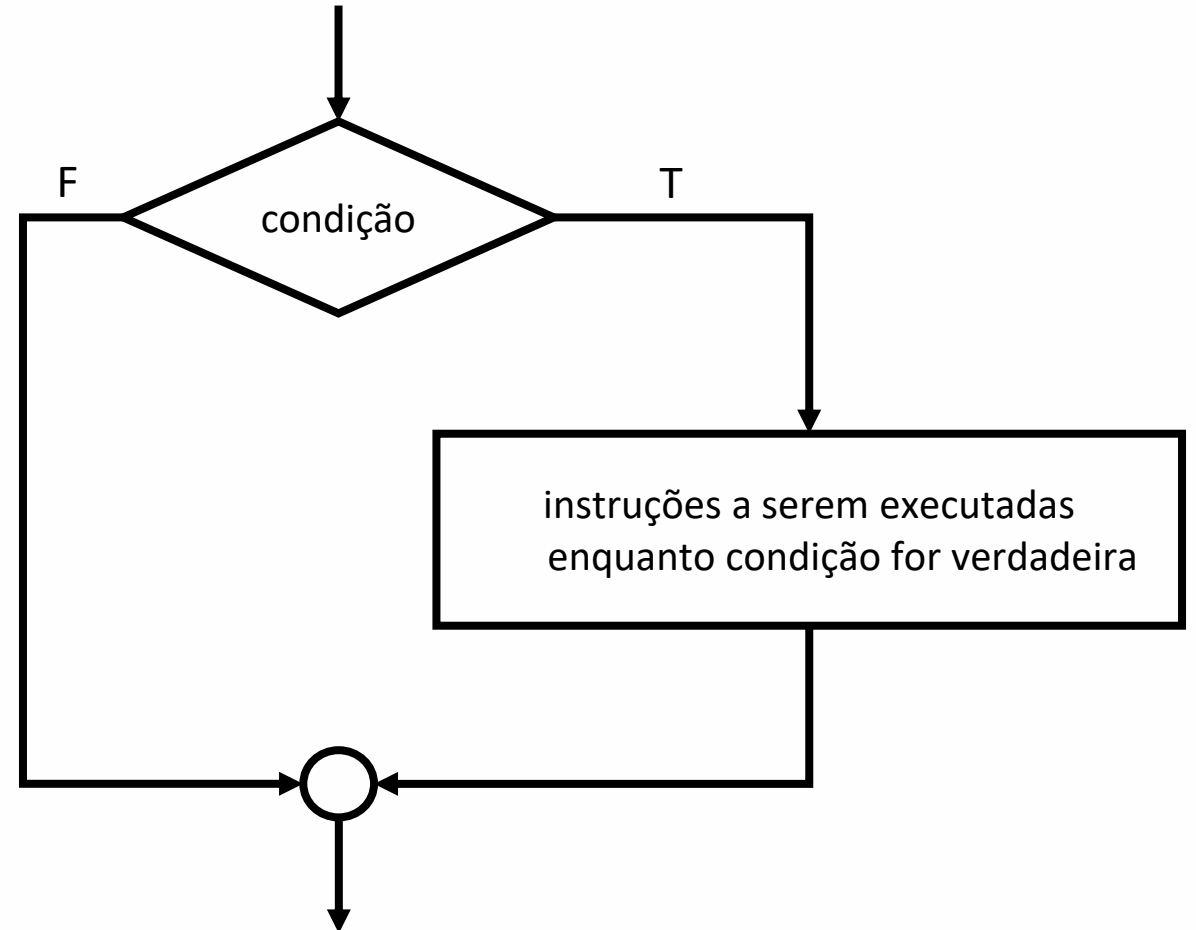 F
T
condição
instruções a serem executadas
enquanto condição for verdadeira